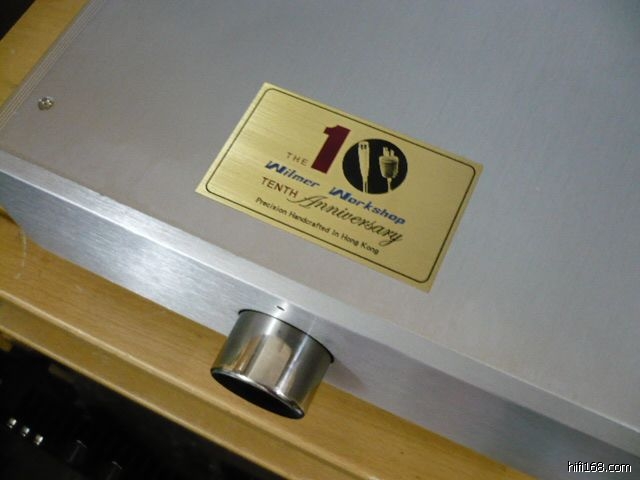 THE 10
Wilmer Workshop
TENTH Anniversary
Precision Handcrafted In Hong Kong
hifi168.com